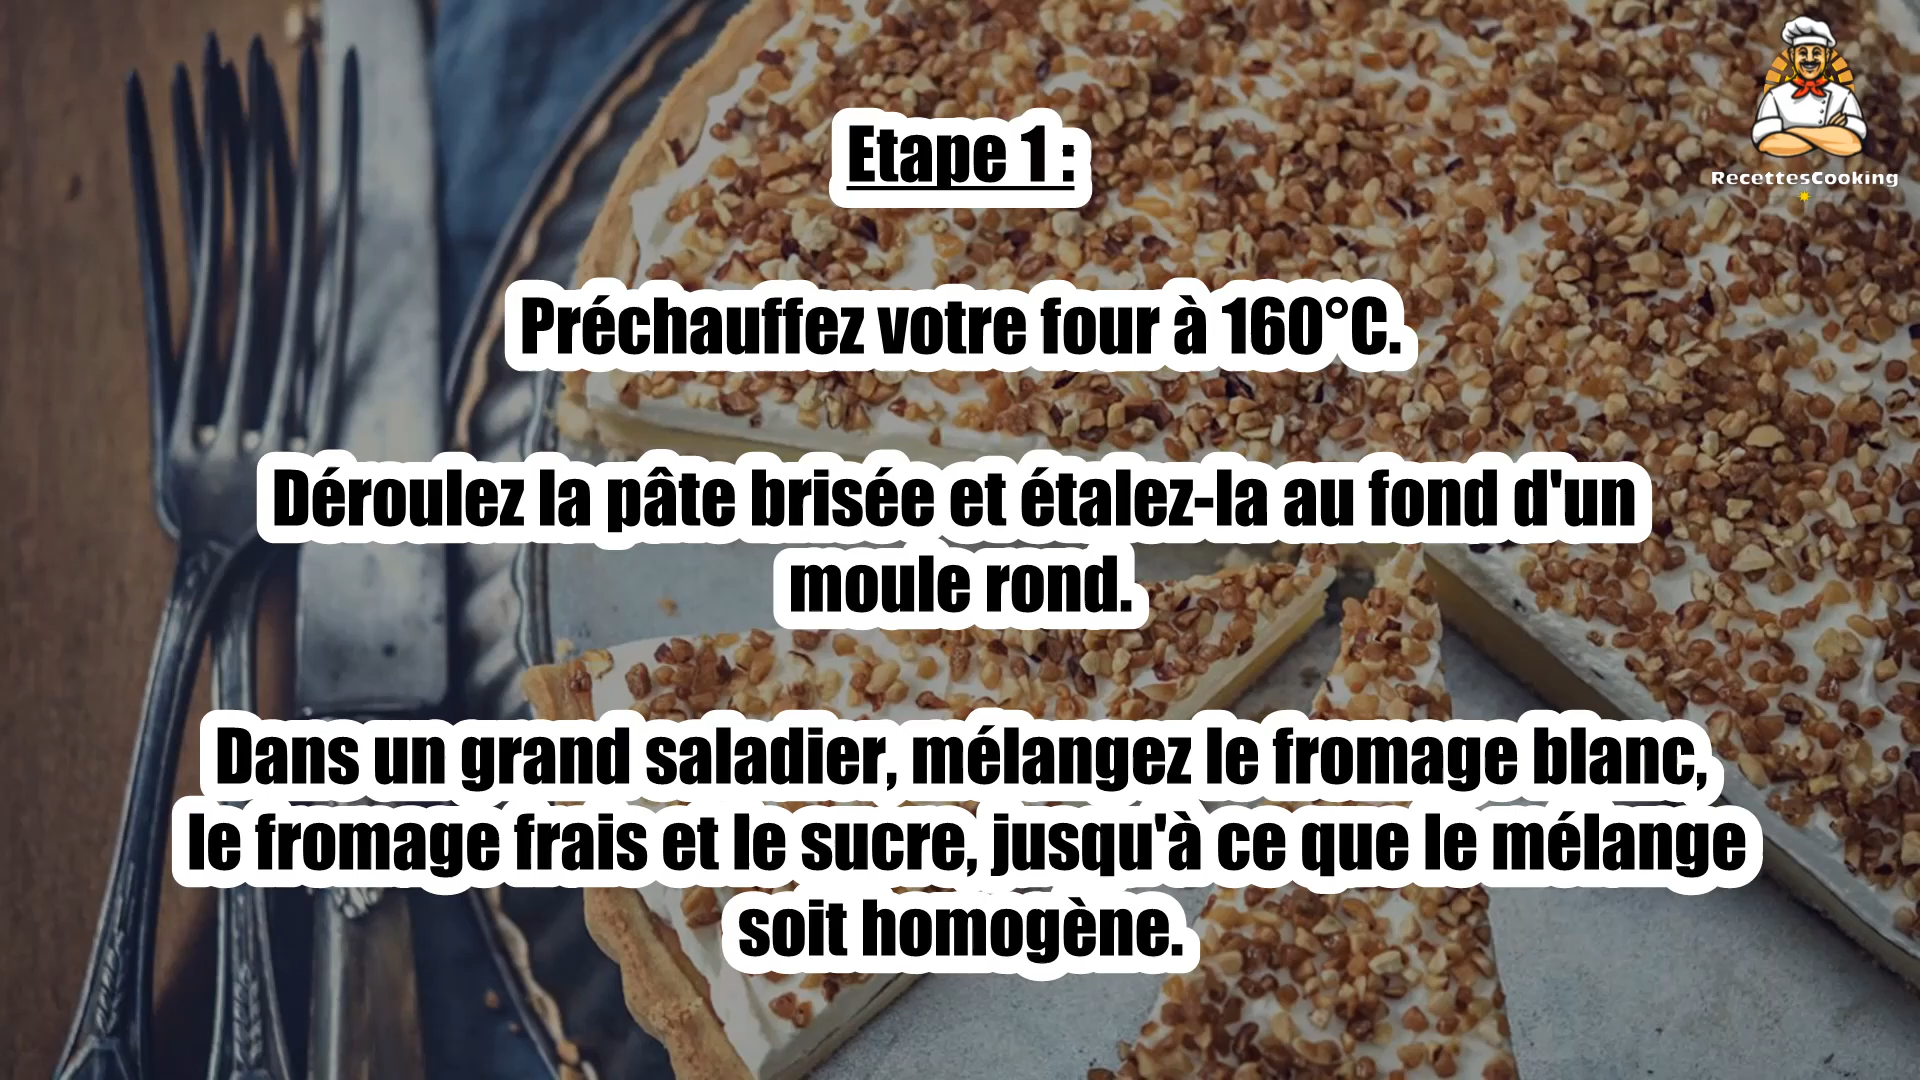 RecettesCooking
Etape 1 :
Préchauffez votre four à 160°C.
Déroulez la pâte brisée et étalez-la au fond d'un
moule rond.
Dans un grand saladier, mélangez le fromage blanc,
le fromage frais et le sucre, jusqu'à ce que le mélange
soit homogène.